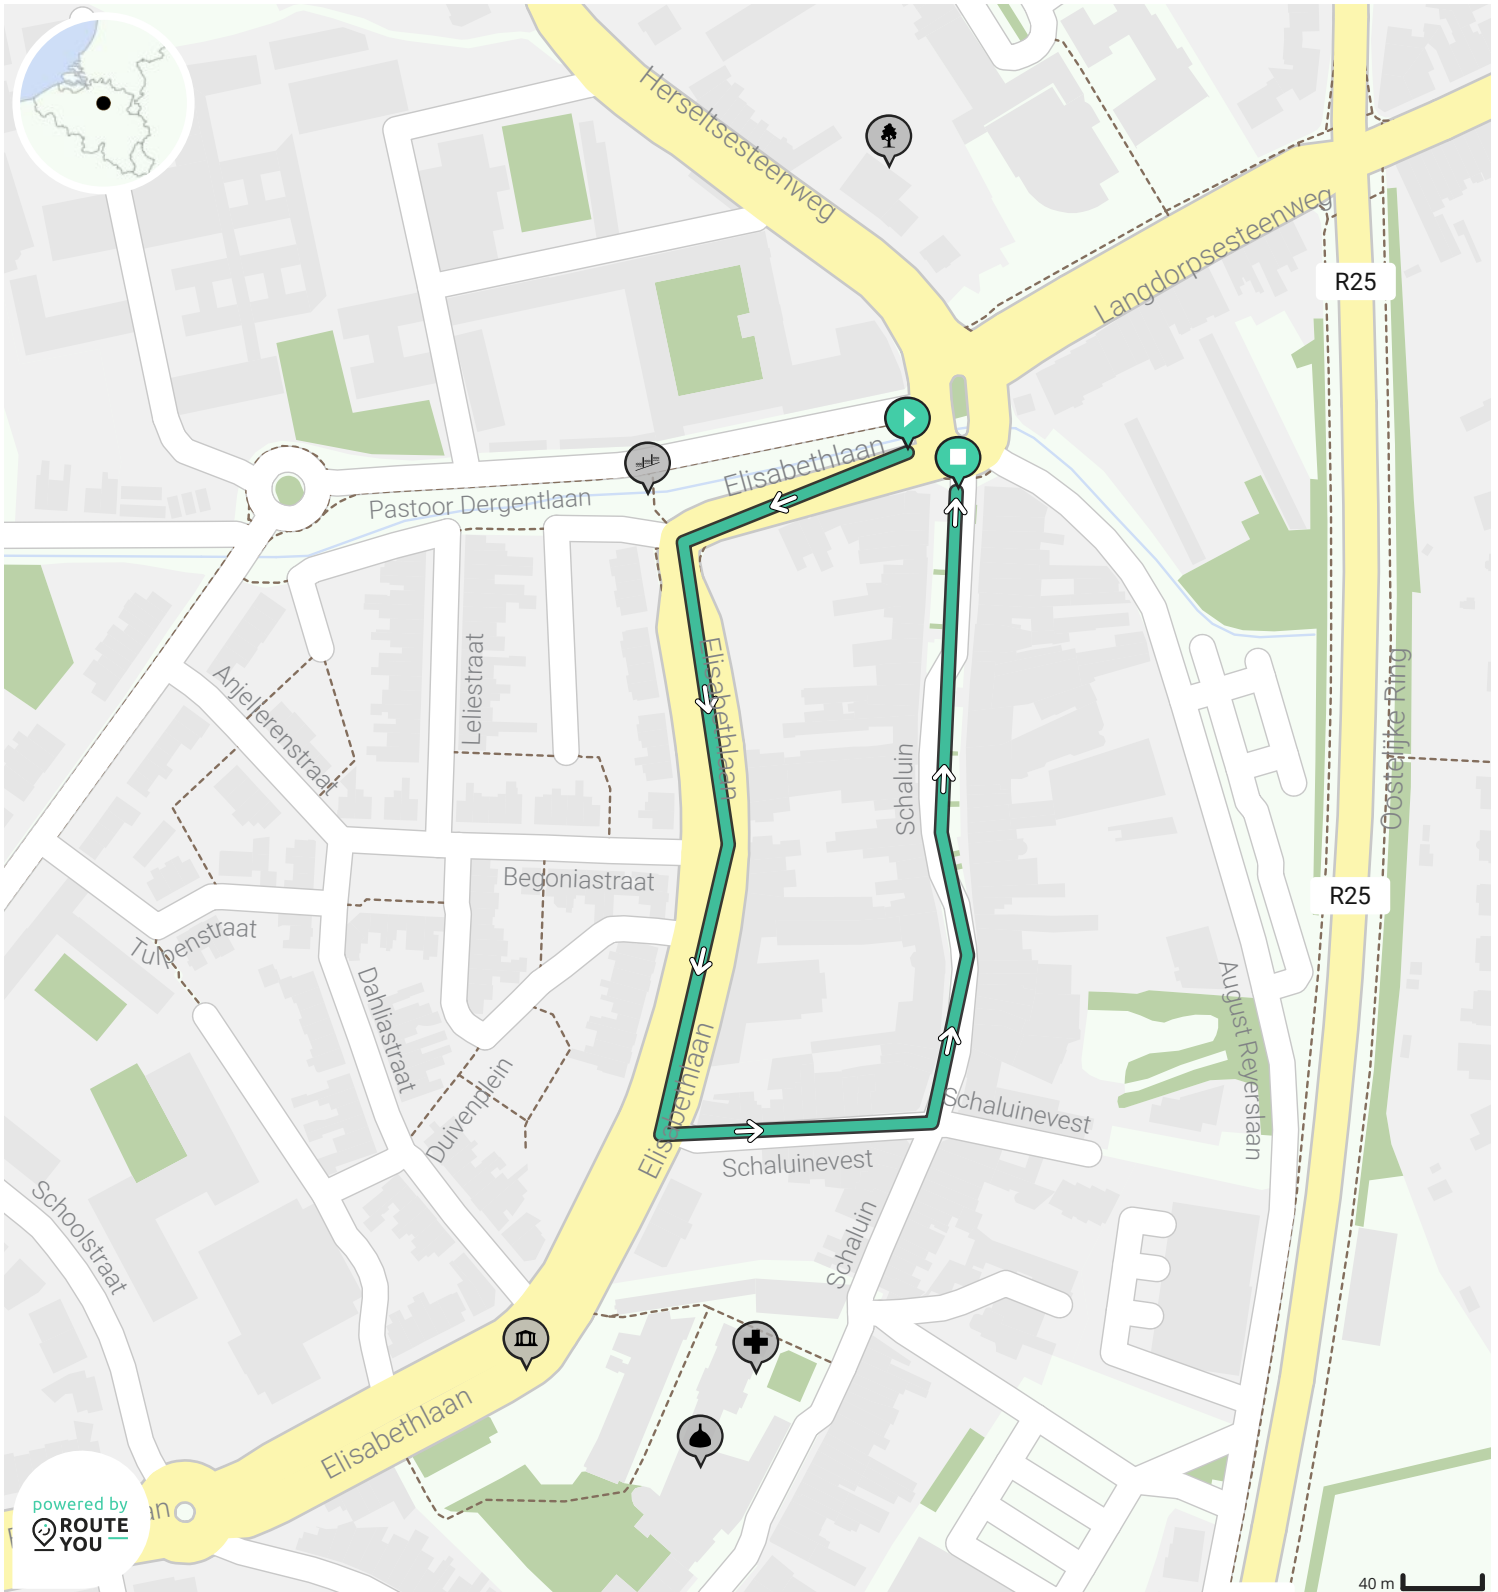 Herseltsesteenweg
Langdorpsesteenweg
R25
Elisabethlaan
Pastoor Dergentlaan
Leliestraat
Elisabethlaan
Anjelierenstraat
Schaluin
Oostelijke Ring
Begoniastraat
R25
Tulpenstraat
Dahliastraat
August Reyerslaan
Duivenplein
Elisabethlaan
Schaluinevest
Schaluinevest
Schoolstraat
Schaluin
Elisabethlaan
powered by
ROUTE
YOU
40 m